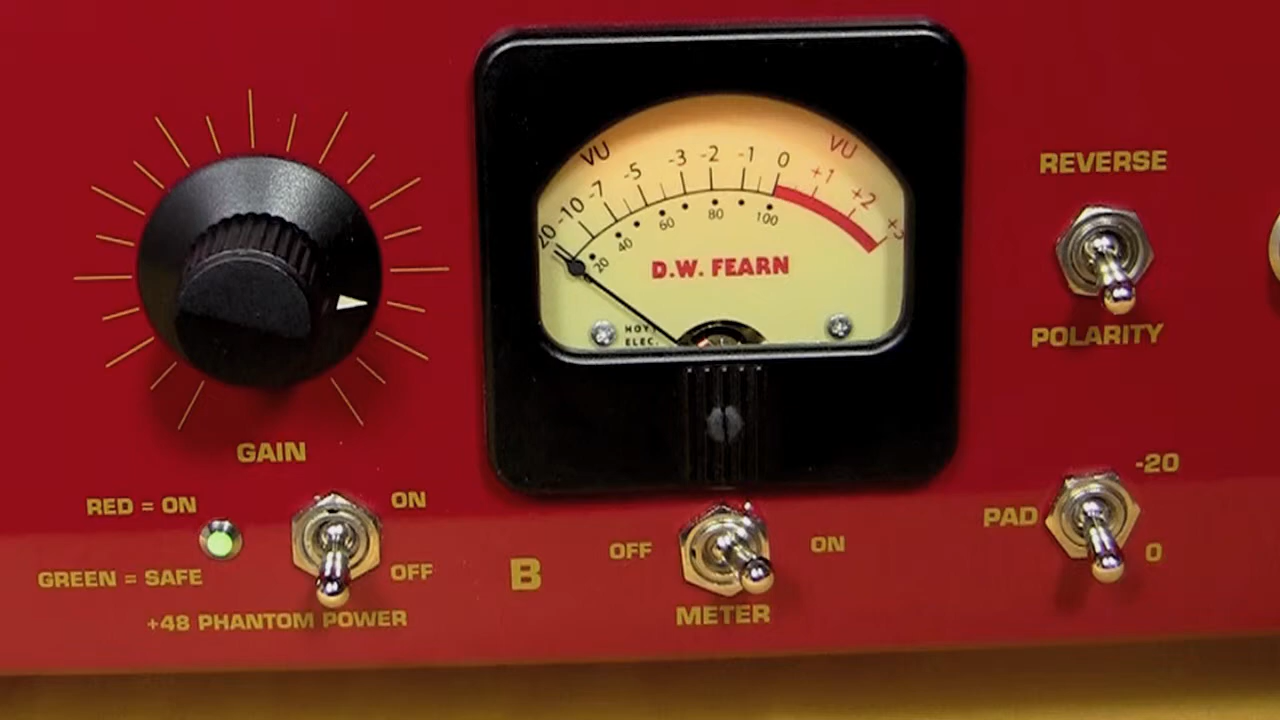 VU VU
20 -10 -7 -5 -3 -2 -1 0 +1 +2 +3
20 40 60 80 100
D.W. FEARN
HOYT
ELEC.
REVERSE
POLARITY
GAIN
RED = ON
GREEN = SAFE
ON
OFF
+48 PHANTOM POWER
B
OFF ON
METER
PAD
-20
0